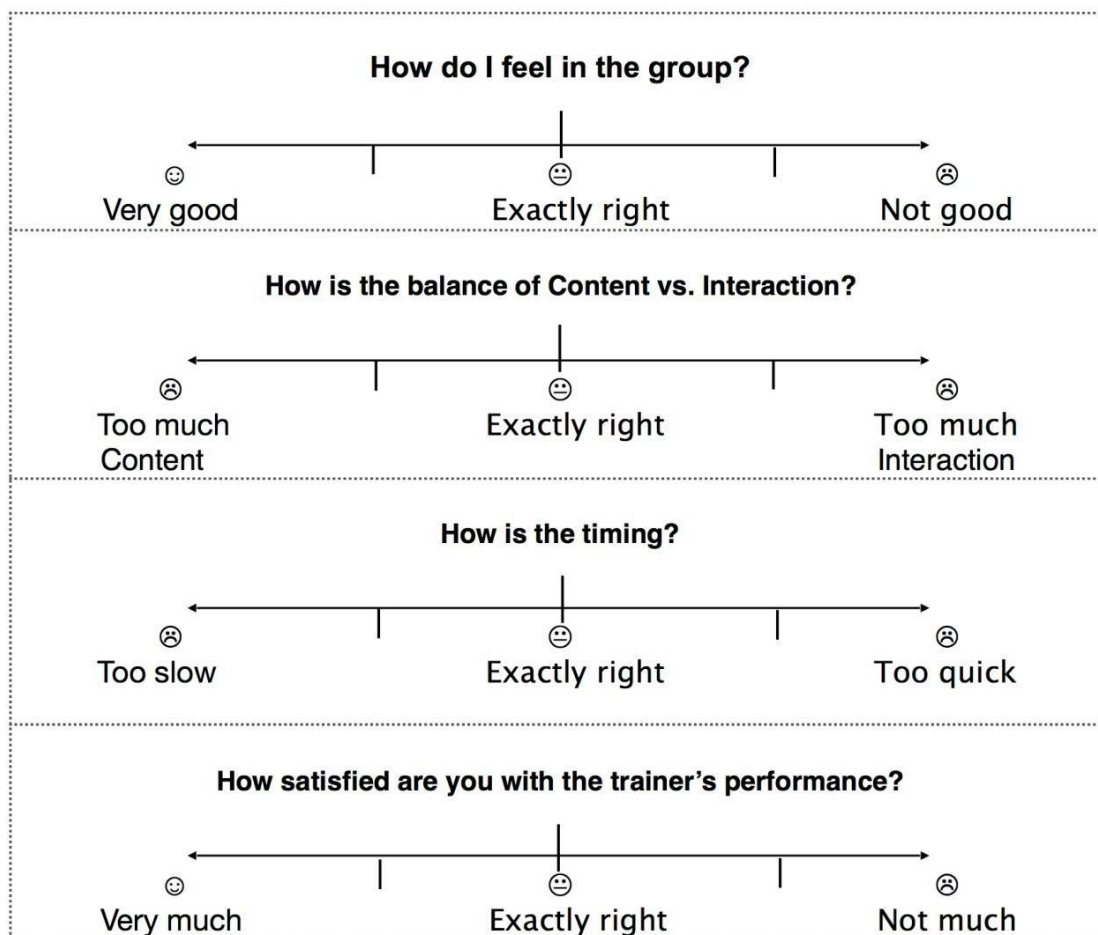 How do I feel in the group?
Very good Exactly right Not good
How is the balance of Content vs. Interaction?
Too much Exactly right Too much
Content Interaction
How is the timing?
Too slow Exactly right Too quick
How satisfied are you with the trainer’s performance?
Very much Exactly right Not much